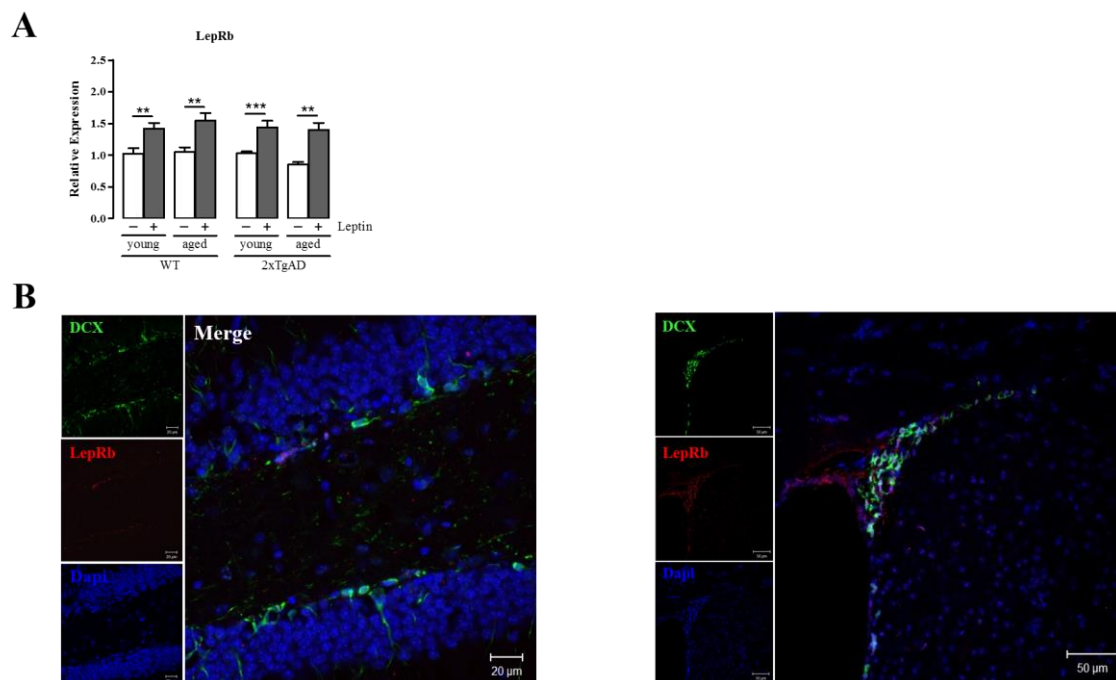 A
LepRb
Relative Expression
2.5
2.0
1.5
1.0
0.5
0.0
** ** *** **
− + − + − + − + Leptin
young aged young aged
WT 2xTgAD
B
DCX
Merge
LepRb
Dapi
20 µm
DCX
LepRb
Dapi
50 µm